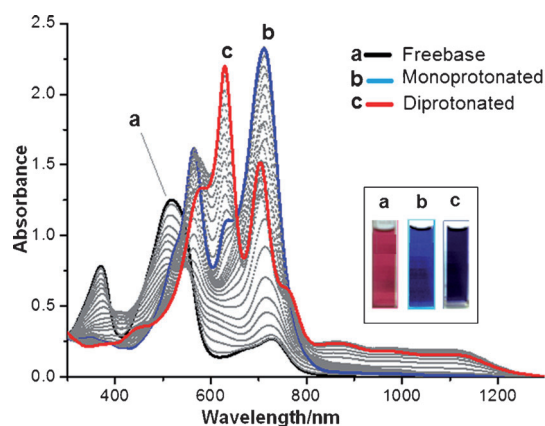 2.5
2.0
1.5
1.0
0.5
0.0
Absorbance
400
600
800
1000
1200
Wavelength/nm
a
c
b
a Freebase
b Monoprotonated
c Diprotonated
a b c